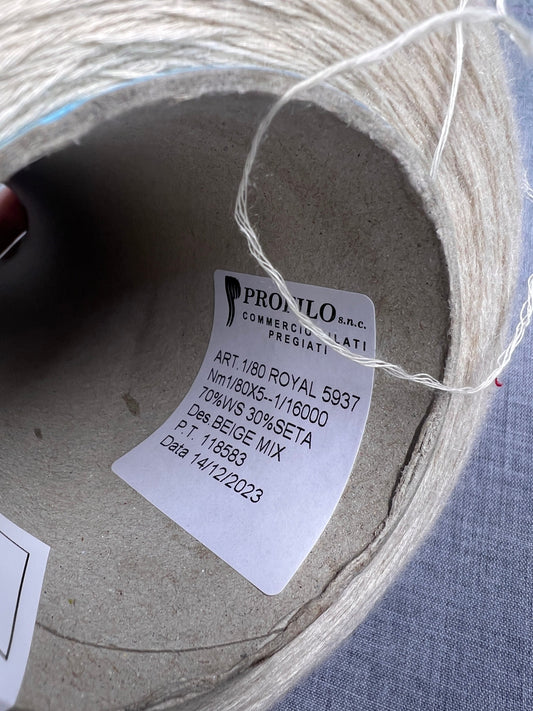 PROFILO s.n.c.
COMMERCIO FILATI
PREGIATI
ART.1/80 ROYAL 5937
Nm1/80X5--1/16000
70%WS 30%SETA
Des.BEIGE MIX
P.T. 118583
Data 14/12/2023